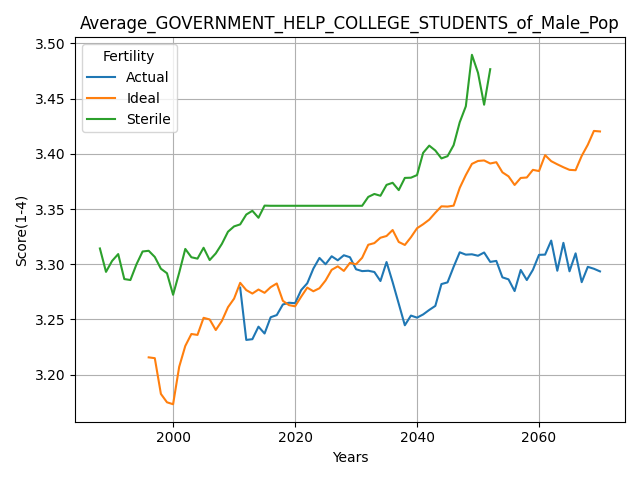 Average_GOVERNMENT_HELP_COLLEGE_STUDENTS_of_Male_Pop
Fertility
Actual
Ideal
Sterile
3.50
3.45
3.40
3.35
3.30
3.25
3.20
Score(1-4)
2000 2020 2040 2060
Years